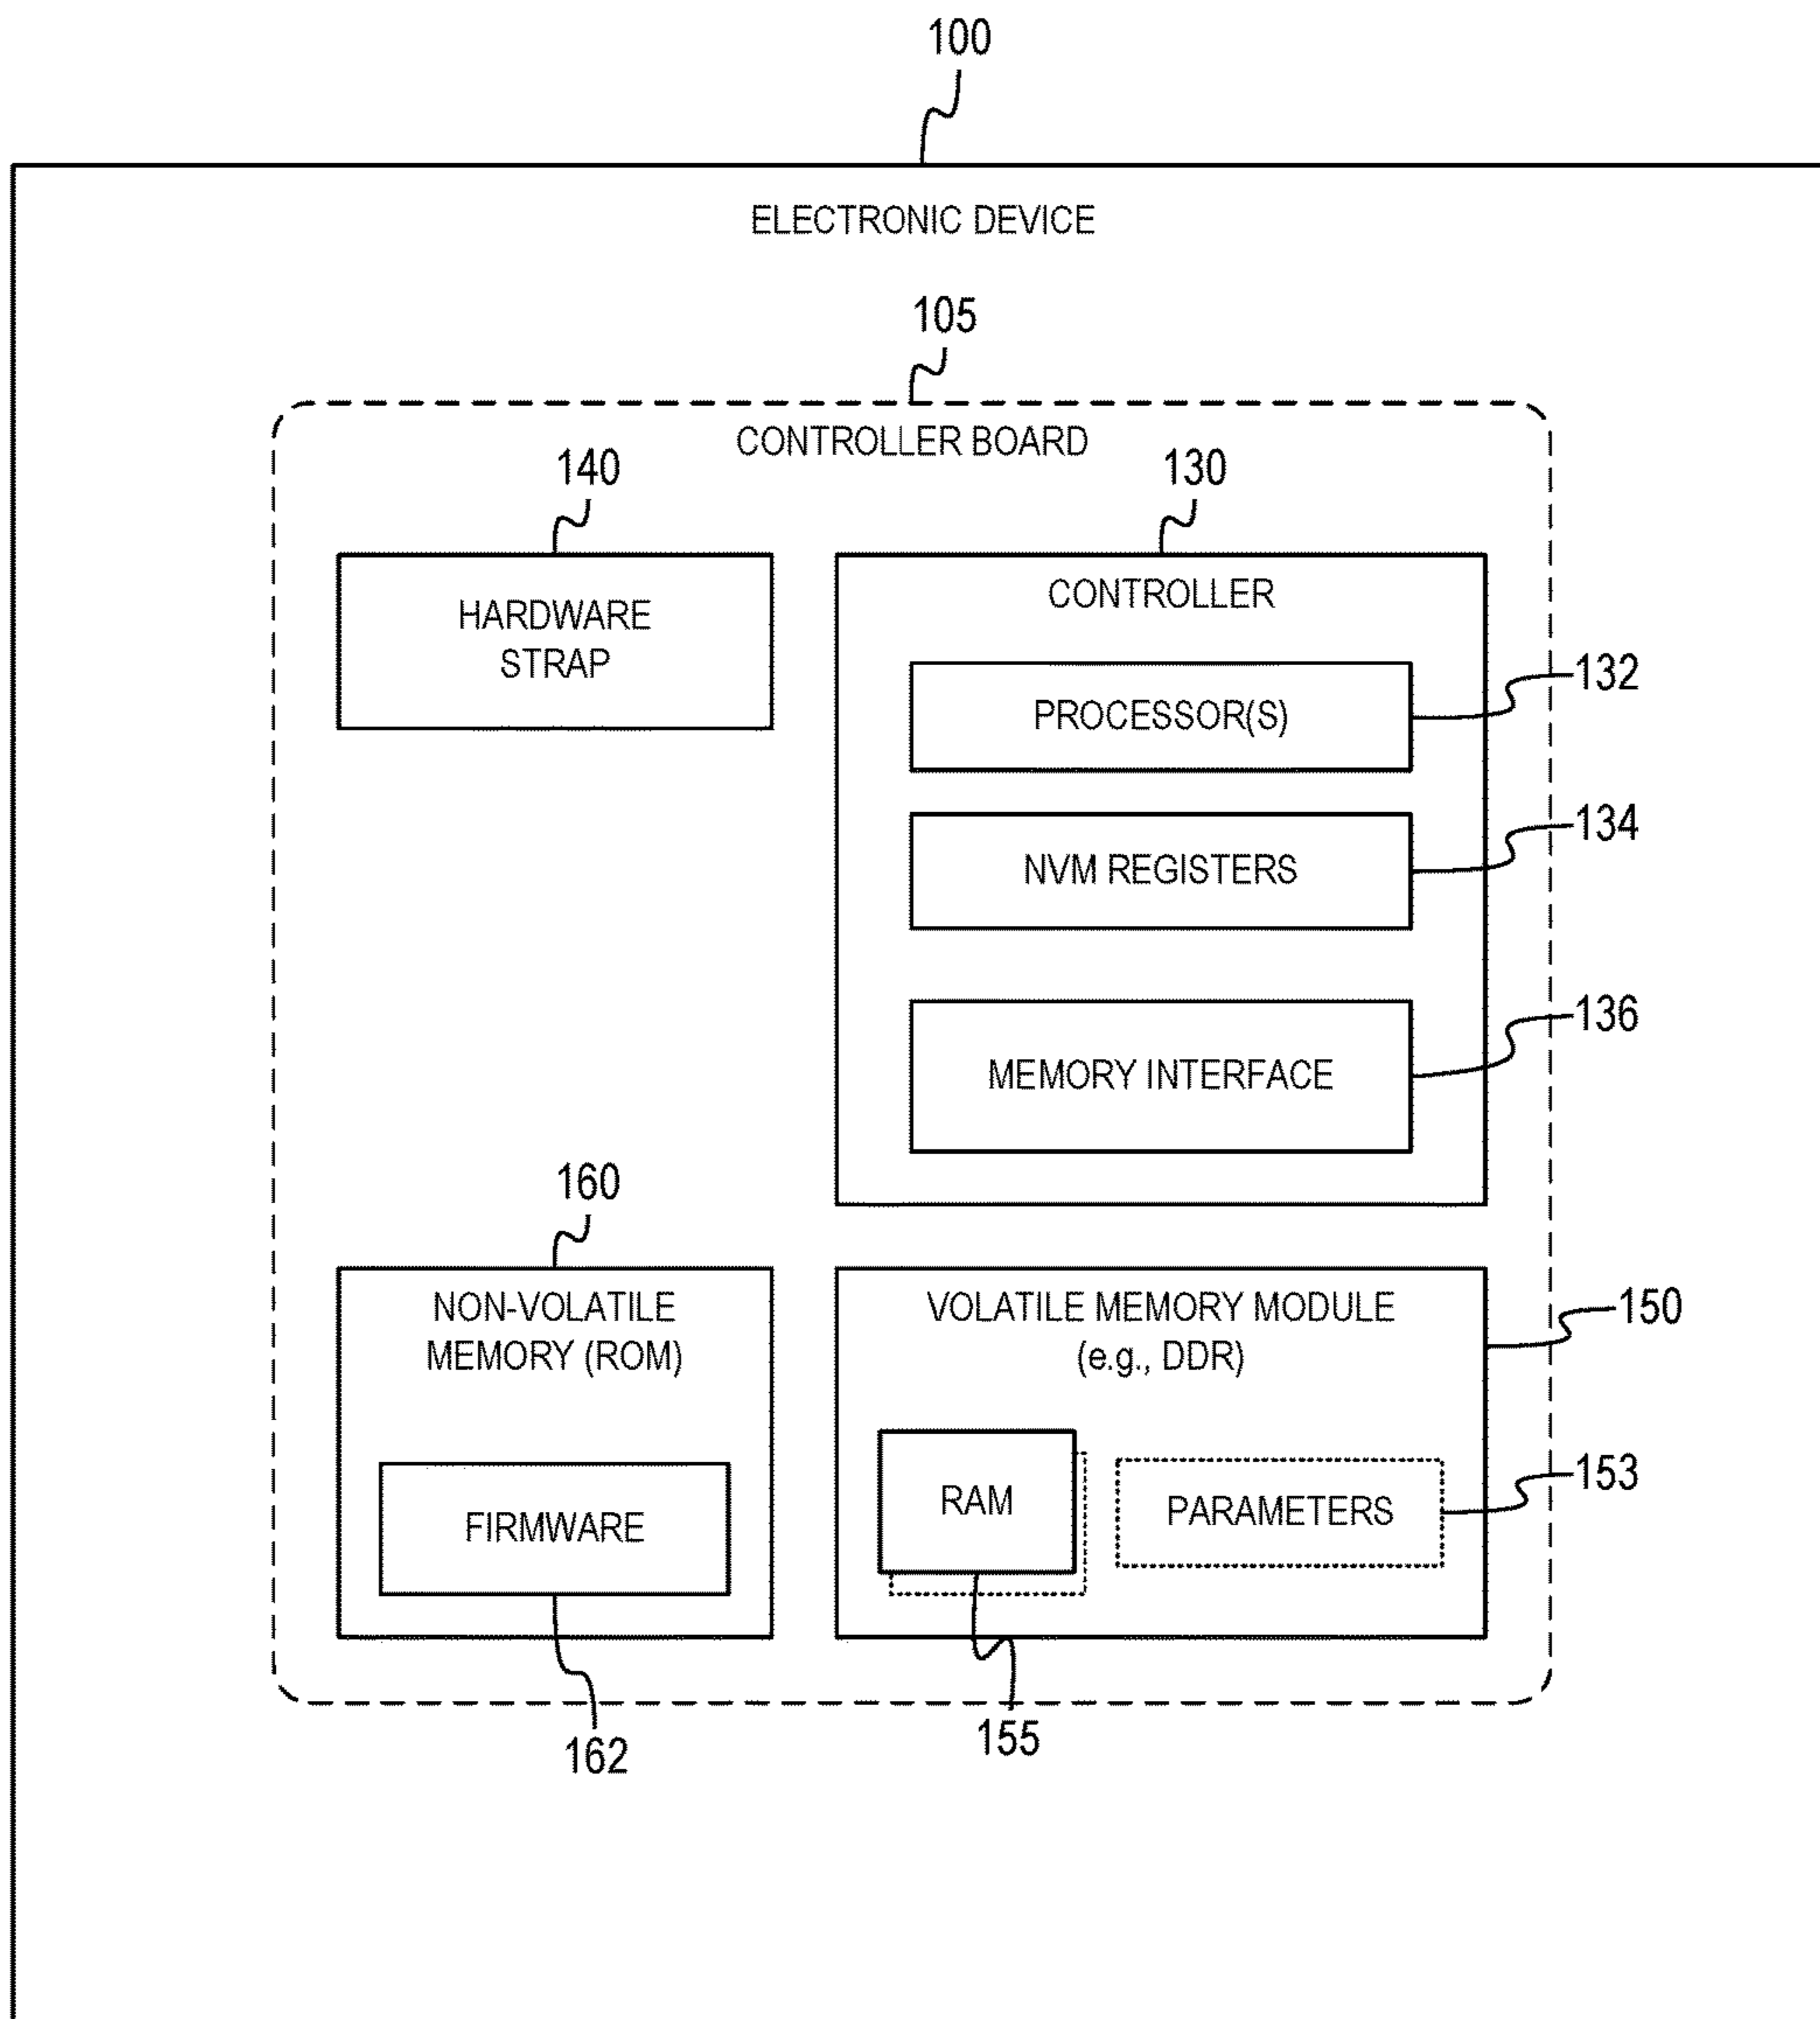 100
ELECTRONIC DEVICE
105
CONTROLLER BOARD
140
130
HARDWARE
STRAP
CONTROLLER
PROCESSOR(S)
132
NVM REGISTERS
134
MEMORY INTERFACE
136
160
NON-VOLATILE
MEMORY (ROM)
FIRMWARE
162
VOLATILE MEMORY MODULE
(e.g., DDR)
150
RAM
PARAMETERS
153
155